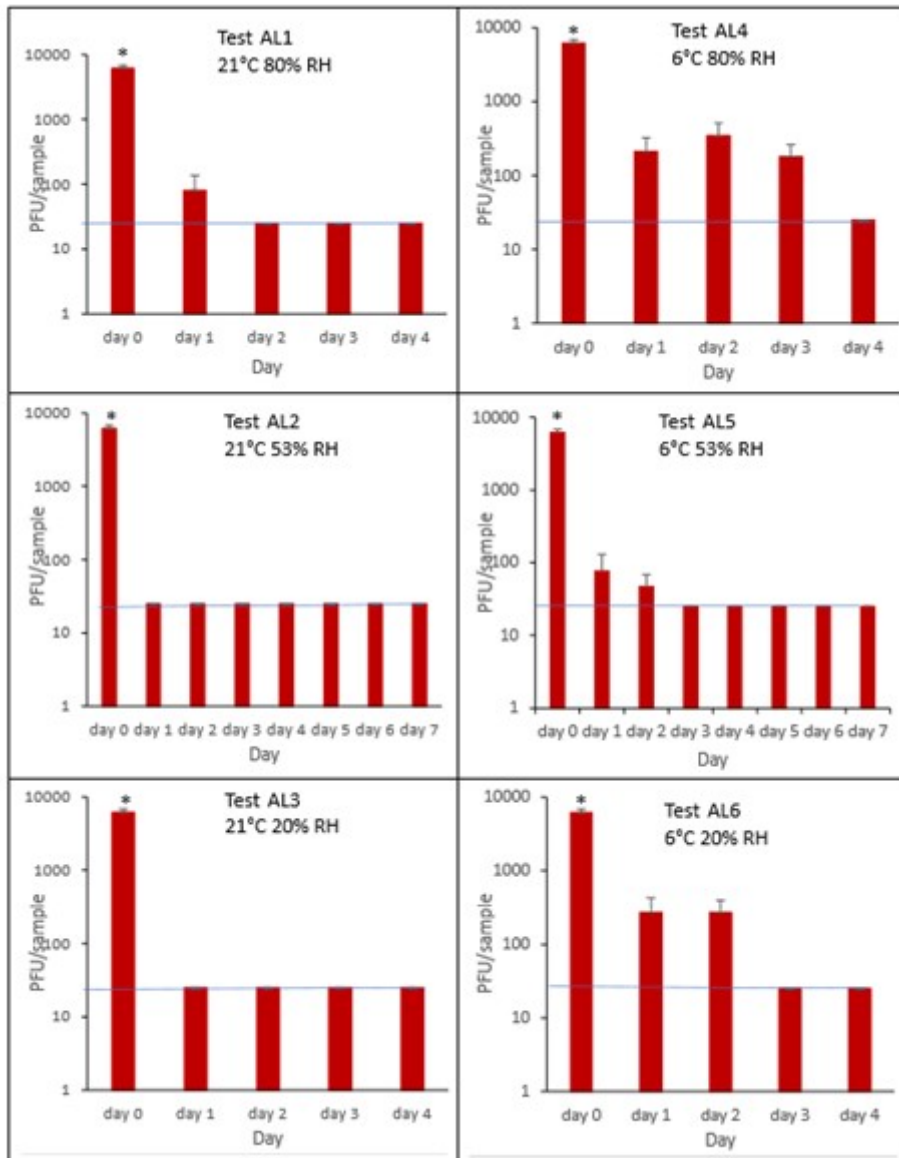 Test AL1
21°C 80% RH
*
10000
1000
100
10
1
PFU/sample
day 0 day 1 day 2 day 3 day 4
Day
Test AL4
6°C 80% RH
*
10000
1000
100
10
1
PFU/sample
day 0 day 1 day 2 day 3 day 4
Day
Test AL2
21°C 53% RH
*
10000
1000
100
10
1
PFU/sample
day 0 day 1 day 2 day 3 day 4 day 5 day 6 day 7
Day
Test AL5
6°C 53% RH
*
10000
1000
100
10
1
PFU/sample
day 0 day 1 day 2 day 3 day 4 day 5 day 6 day 7
Day
Test AL3
21°C 20% RH
*
10000
1000
100
10
1
PFU/sample
day 0 day 1 day 2 day 3 day 4
Day
Test AL6
6°C 20% RH
*
10000
1000
100
10
1
PFU/sample
day 0 day 1 day 2 day 3 day 4
Day